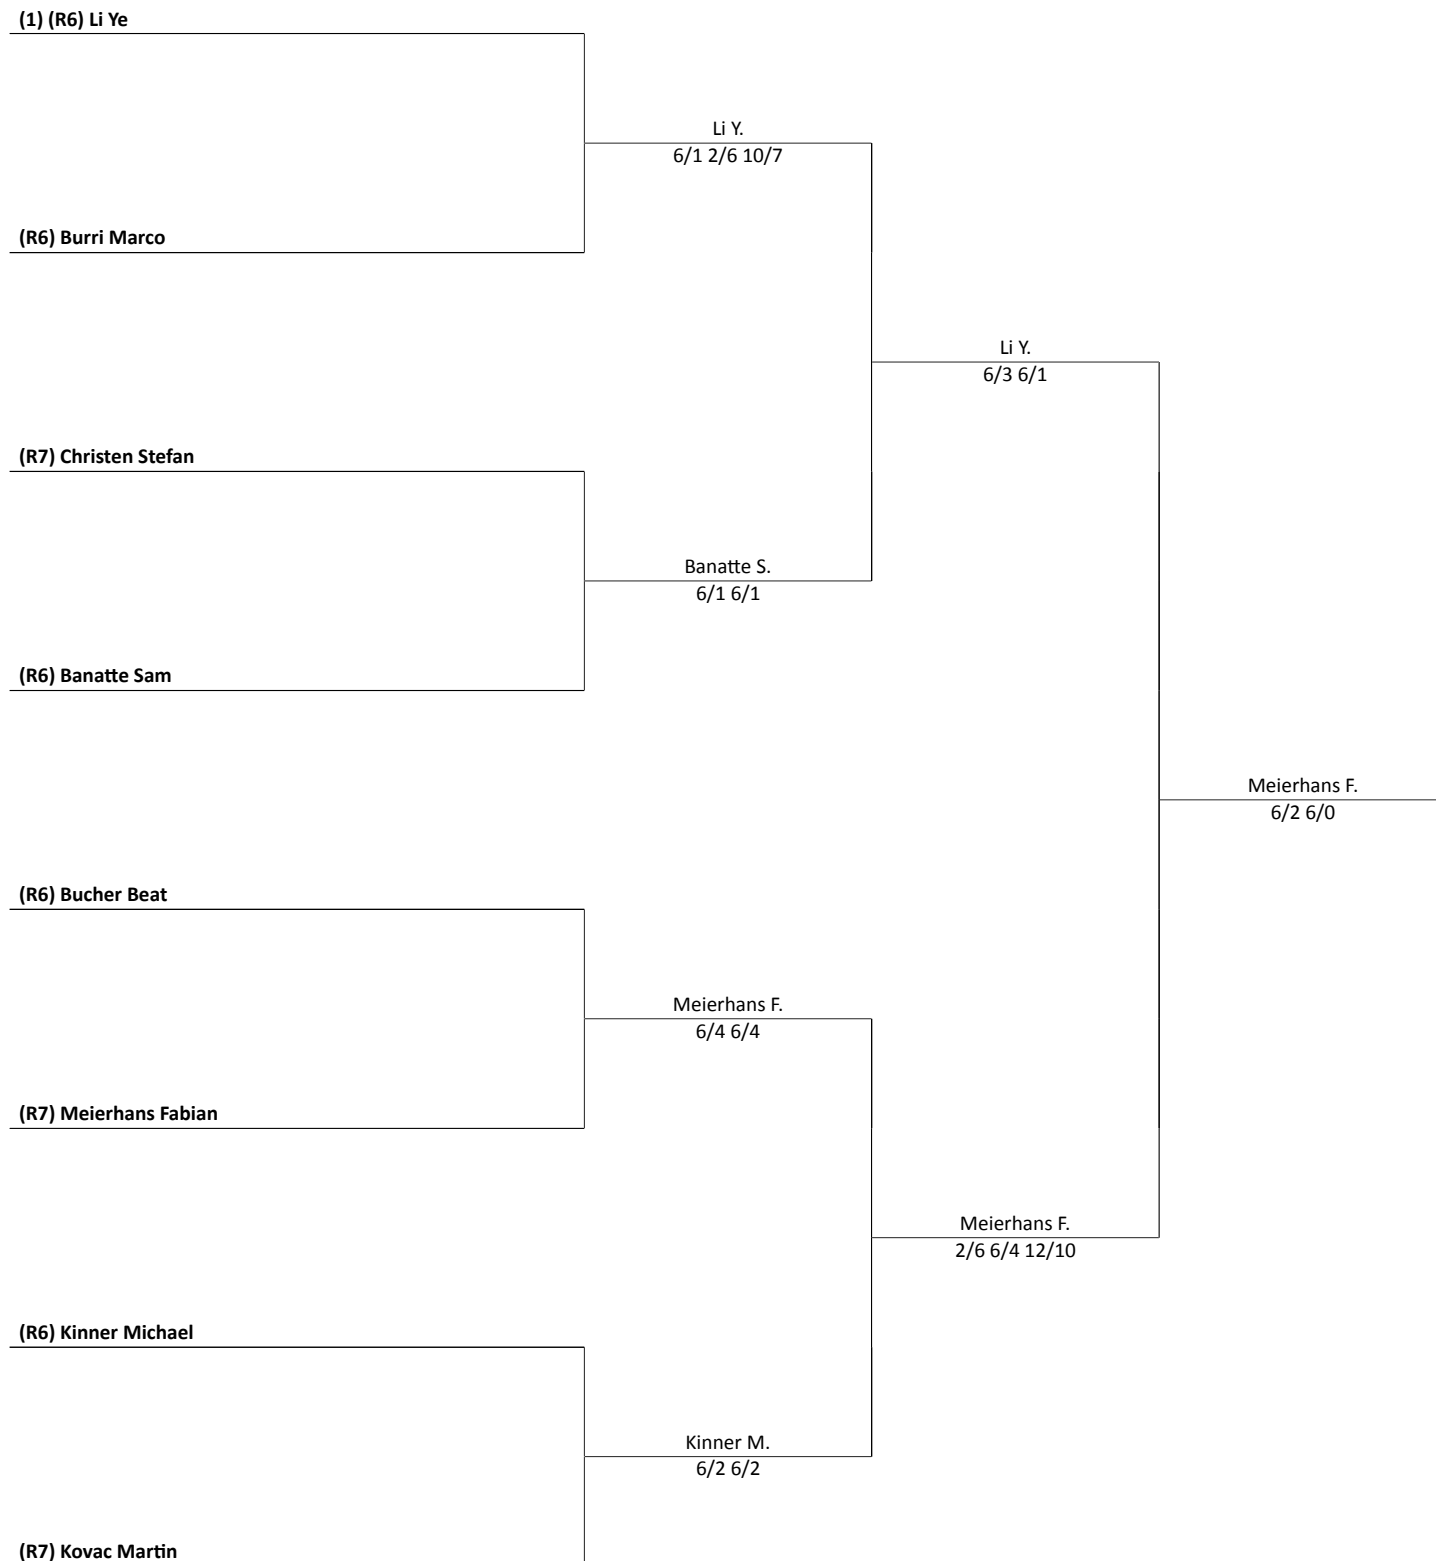 (1) (R6) Li Ye
Li Y.
6/1 2/6 10/7
(R6) Burri Marco
Li Y.
6/3 6/1
(R7) Christen Stefan
Banatte S.
6/1 6/1
(R6) Banatte Sam
Meierhans F.
6/2 6/0
(R6) Bucher Beat
Meierhans F.
6/4 6/4
(R7) Meierhans Fabian
Meierhans F.
2/6 6/4 12/10
(R6) Kinner Michael
Kinner M.
6/2 6/2
(R7) Kovac Martin